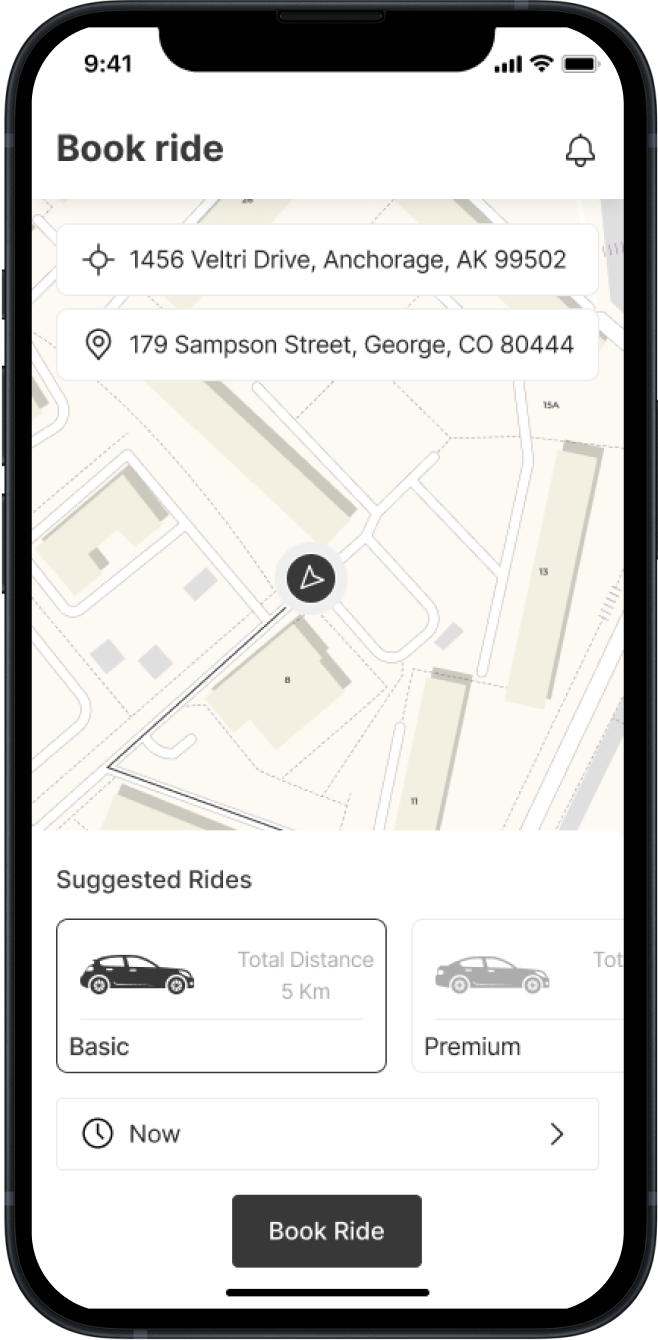 9:41
Book ride
1456 Veltri Drive, Anchorage, AK 99502
179 Sampson Street, George, CO 80444
15A
13
8
11
Suggested Rides
Total Distance
5 Km
Basic
Tot
Premium
Now
Book Ride